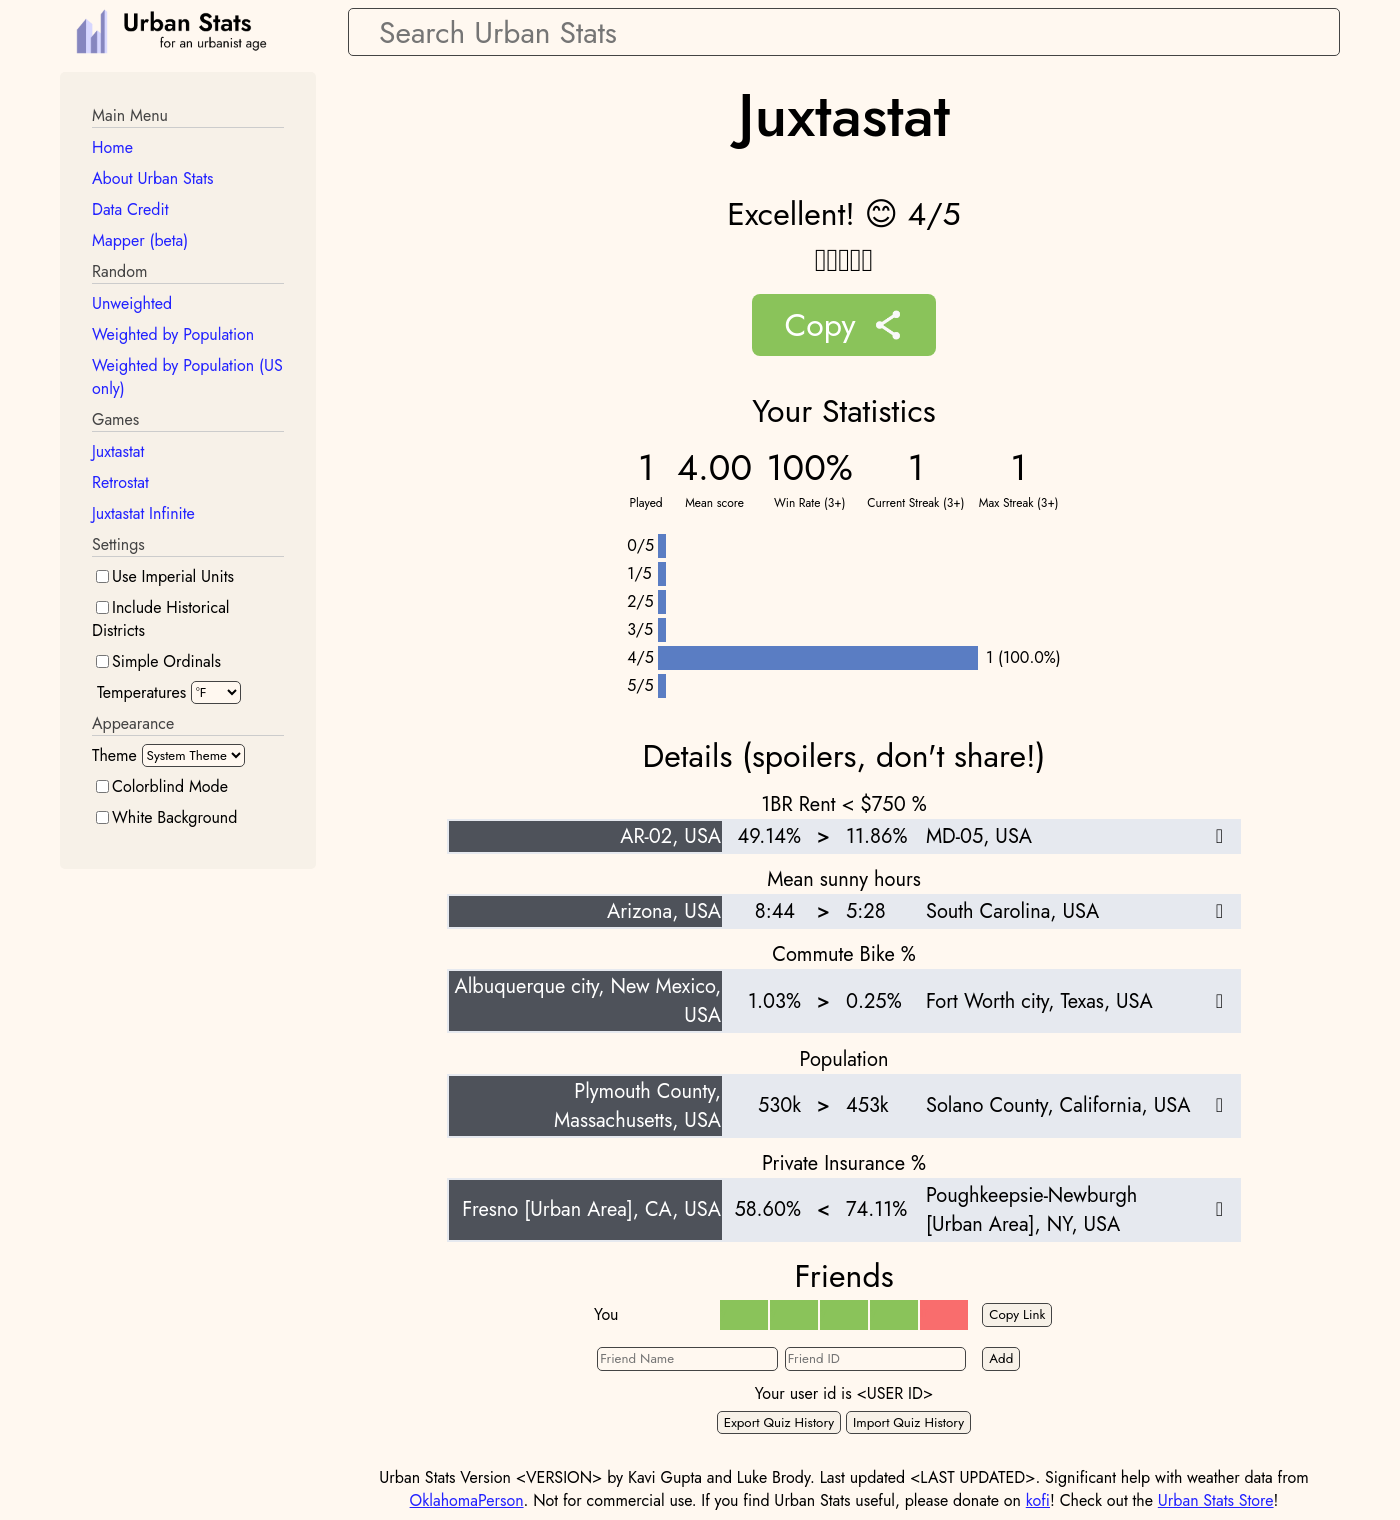 Urban Stats
for an urbanist age
Search Urban Stats
Main Menu
Home
About Urban Stats
Data Credit
Mapper (beta)
Random
Unweighted
Weighted by Population
Weighted by Population (US
only)
Games
Juxtastat
Retrostat
Juxtastat Infinite
Settings
Use Imperial Units
Include Historical
Districts
Simple Ordinals
Temperatures °F
Appearance
Theme System Theme
Colorblind Mode
White Background
Juxtastat
Excellent! 😊 4/5
Copy
Your Statistics
1 4.00 100% 1 1
Played Mean score Win Rate (3+) Current Streak (3+) Max Streak (3+)
0/5
1/5
2/5
3/5
4/5 1 (100.0%)
5/5
Details (spoilers, don't share!)
1BR Rent < $750 %
AR-02, USA 49.14% > 11.86% MD-05, USA
Mean sunny hours
Arizona, USA 8:44 > 5:28 South Carolina, USA
Commute Bike %
Albuquerque city, New Mexico,
USA 1.03% > 0.25% Fort Worth city, Texas, USA
Population
Plymouth County,
Massachusetts, USA 530k > 453k Solano County, California, USA
Private Insurance %
Fresno [Urban Area], CA, USA 58.60% < 74.11% Poughkeepsie-Newburgh
[Urban Area], NY, USA
Friends
You Copy Link
Friend Name Friend ID Add
Your user id is <USER ID>
Export Quiz History Import Quiz History
Urban Stats Version <VERSION> by Kavi Gupta and Luke Brody. Last updated <LAST UPDATED>. Significant help with weather data from
OklahomaPerson. Not for commercial use. If you find Urban Stats useful, please donate on kofi! Check out the Urban Stats Store!